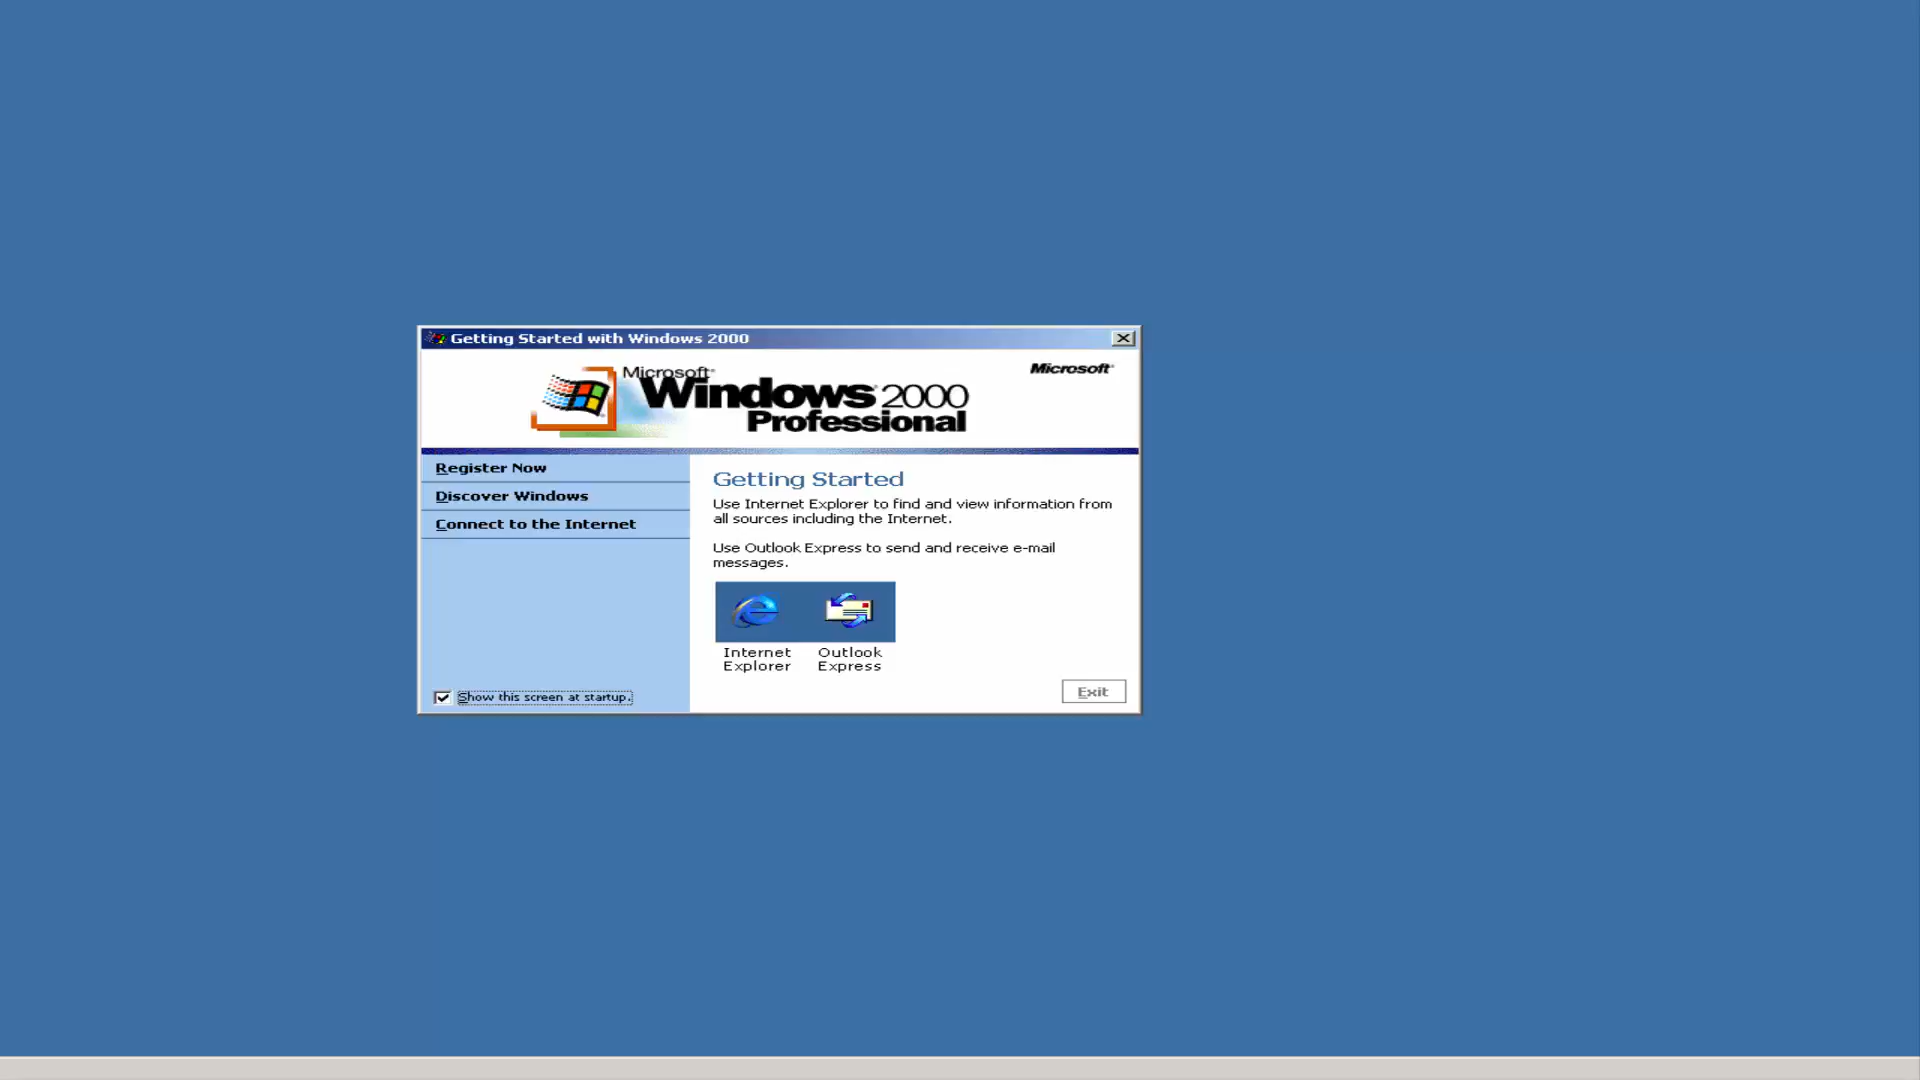 Getting Started with Windows 2000
Microsoft
Microsoft
Windows 2000
Professional
Register Now
Discover Windows
Connect to the Internet
Getting Started
Use Internet Explorer to find and view information from
all sources including the Internet.
Use Outlook Express to send and receive e-mail
messages.
Internet
Explorer
Outlook
Express
Show this screen at startup.
Exit